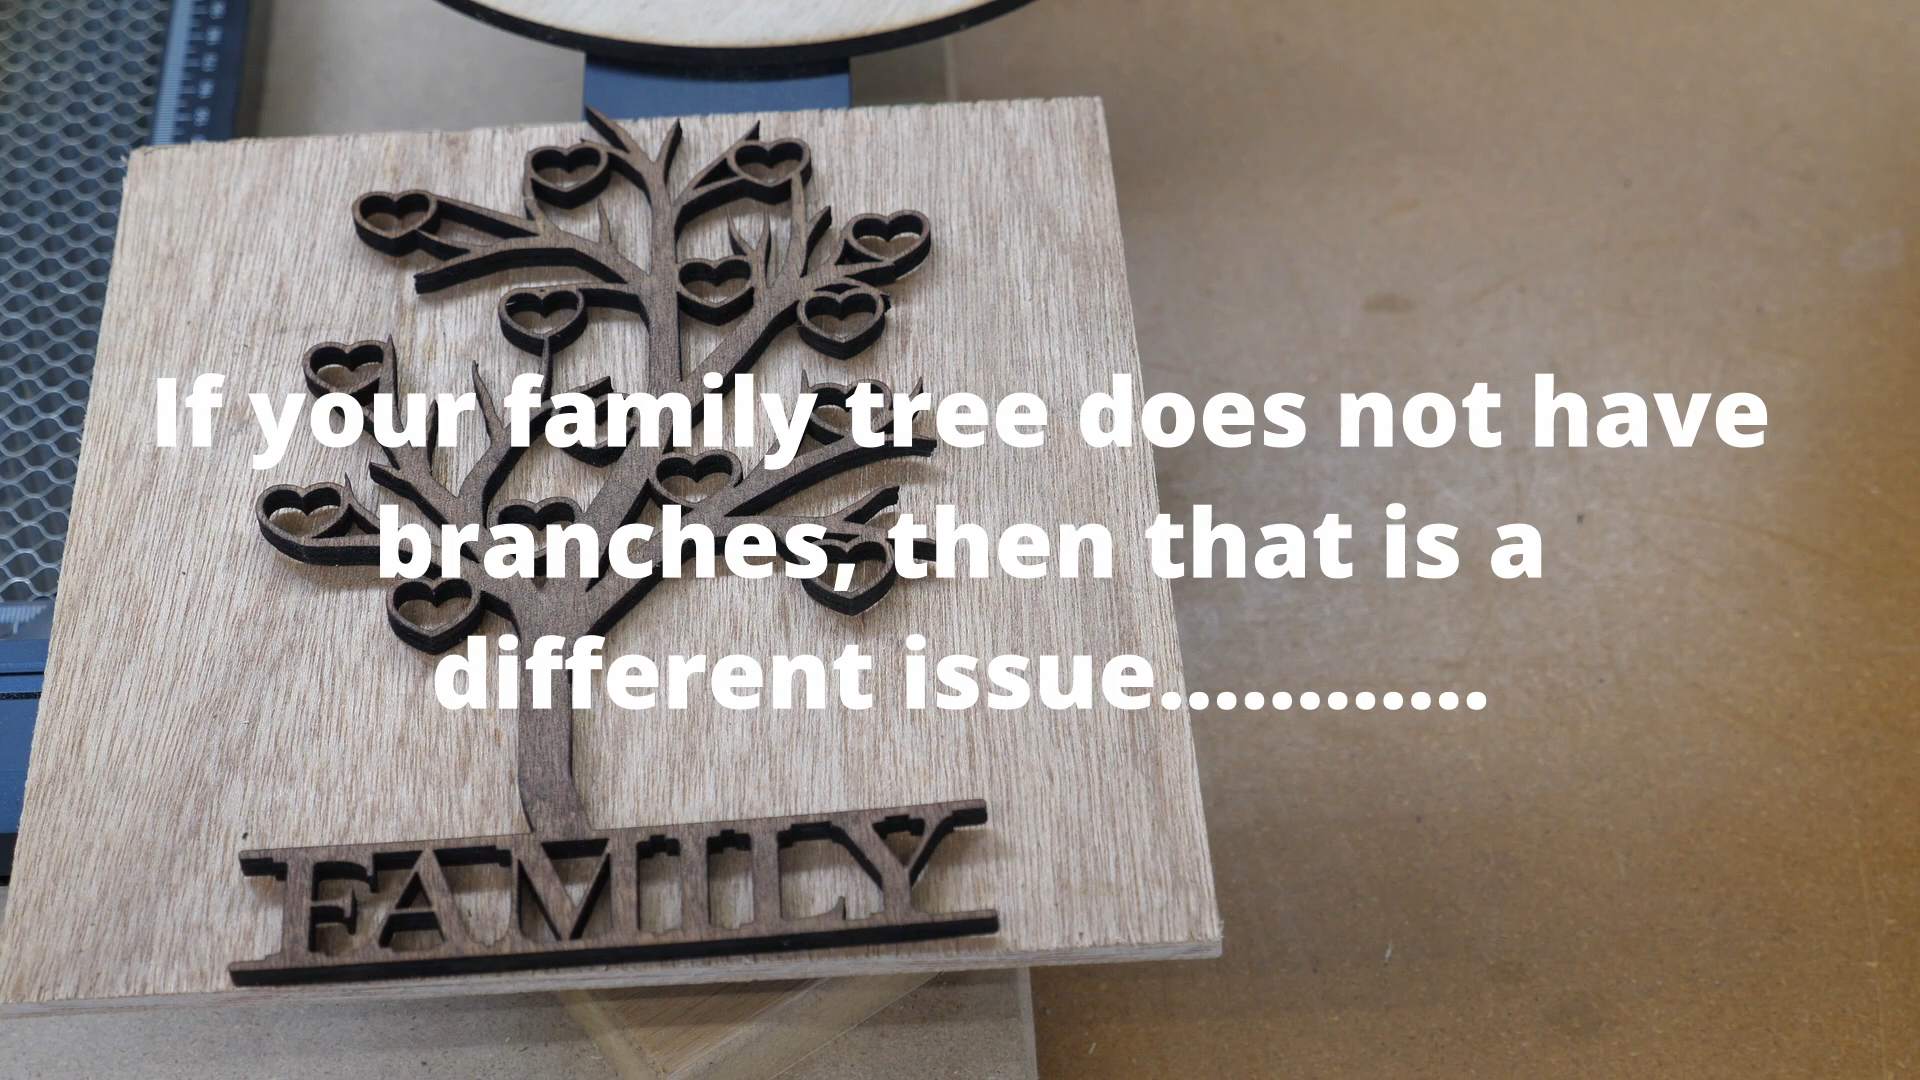 If your family tree does not have
branches, then that is a
different issue............
FAMILY